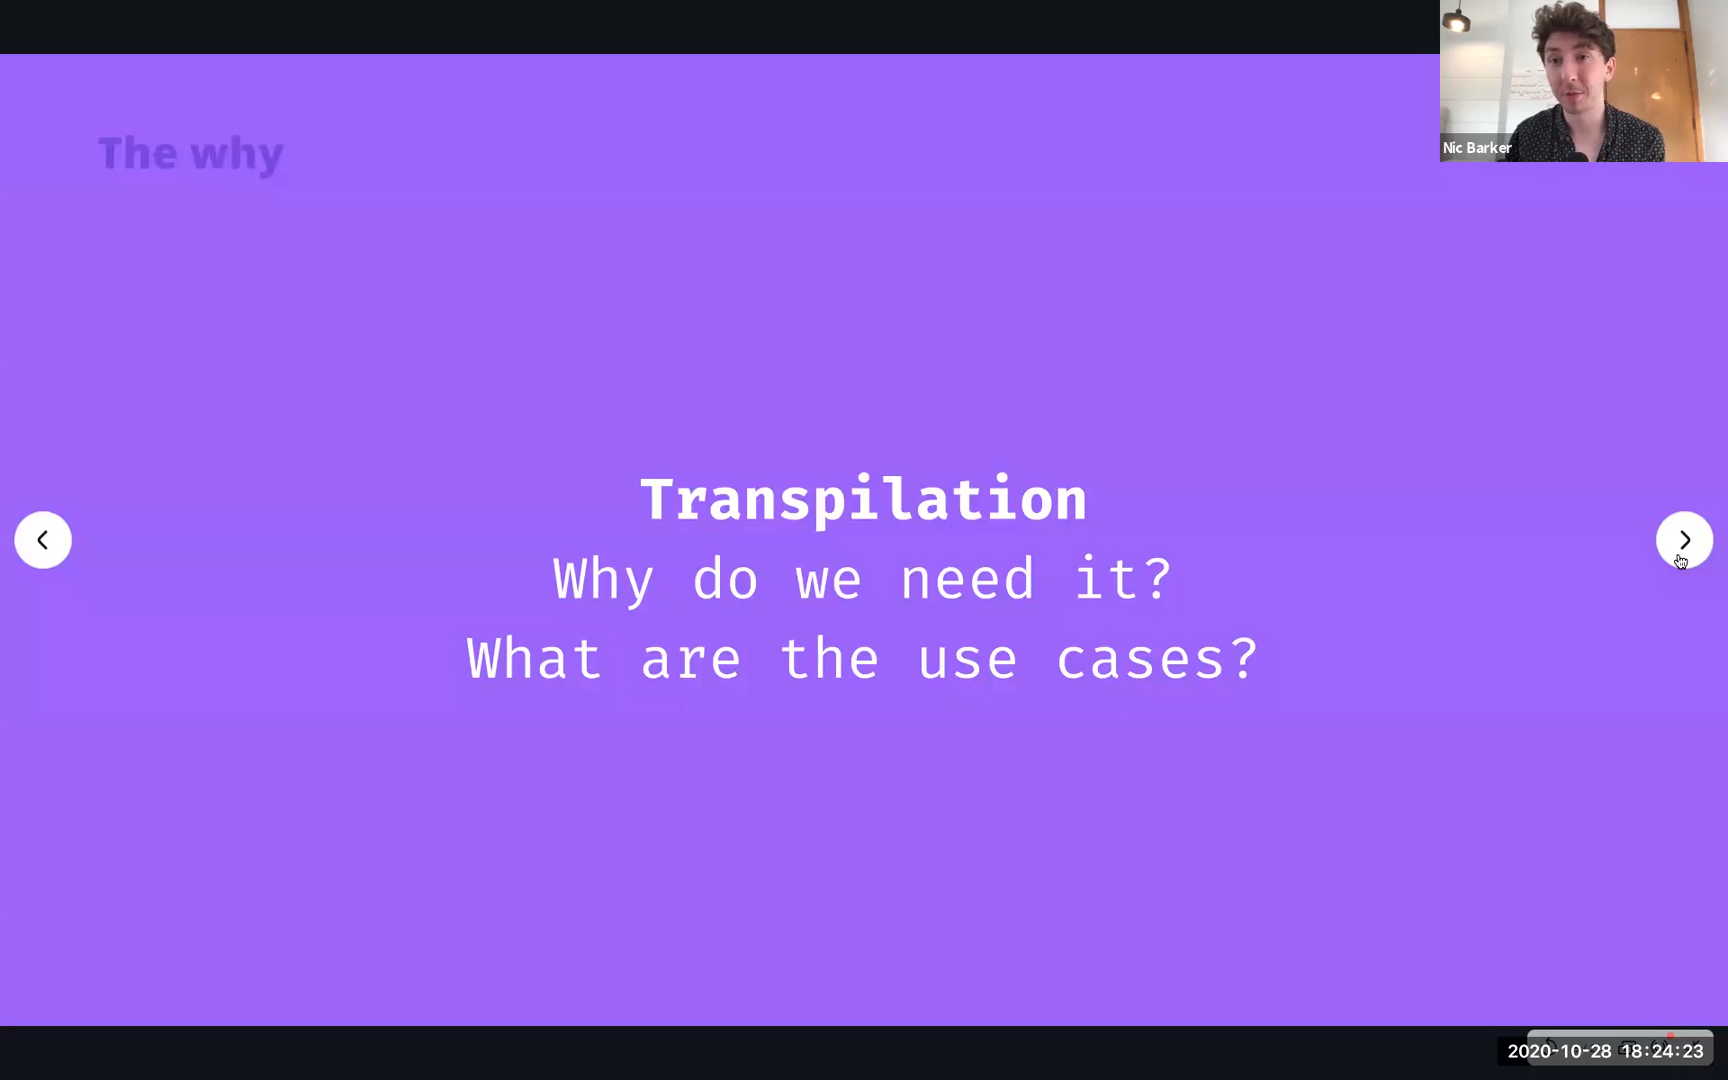 Nic Barker
The why
Transpilation
Why do we need it?
What are the use cases?
2020-10-28 18:24:23